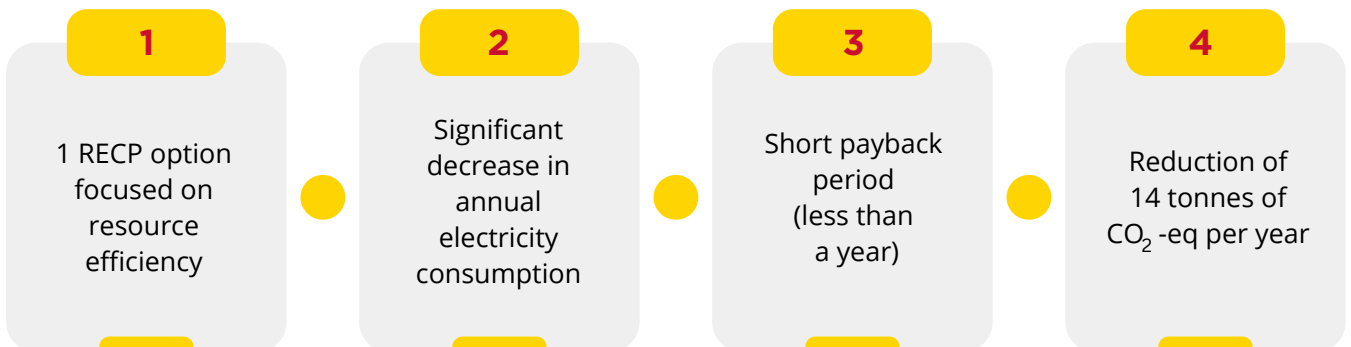 1
1 RECP option
focused on
resource
efficiency
2
Significant
decrease in
annual
electricity
consumption
3
Short payback
period
(less than
a year)
4
Reduction of
14 tonnes of
CO₂ -eq per year